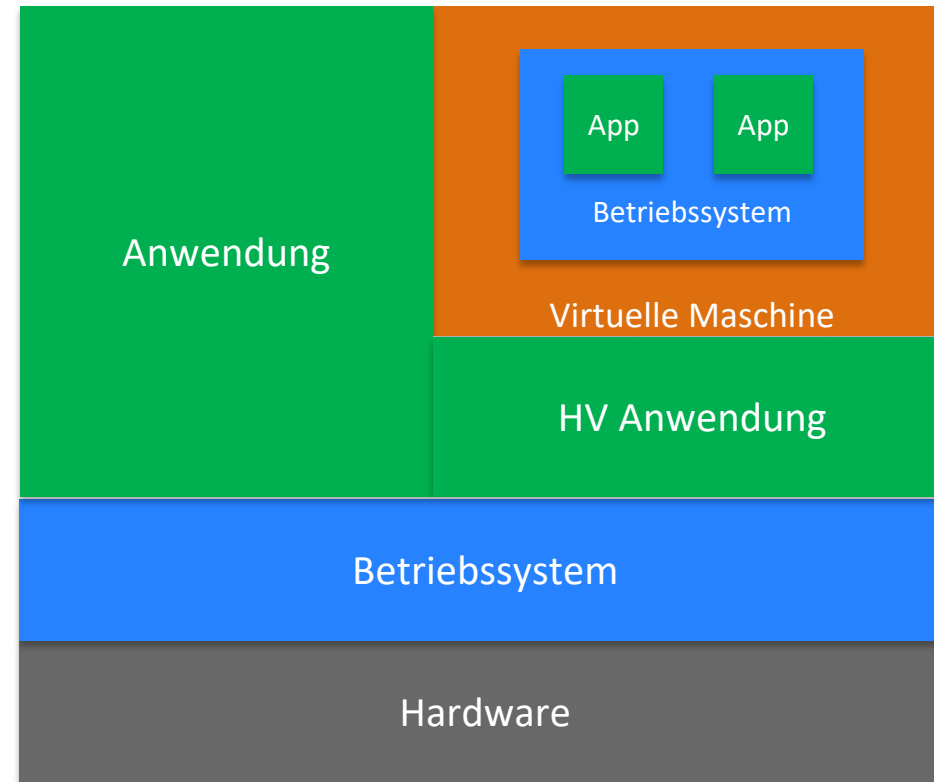 App
App
Betriebssystem
Anwendung
Virtuelle Maschine
HV Anwendung
Betriebssystem
Hardware